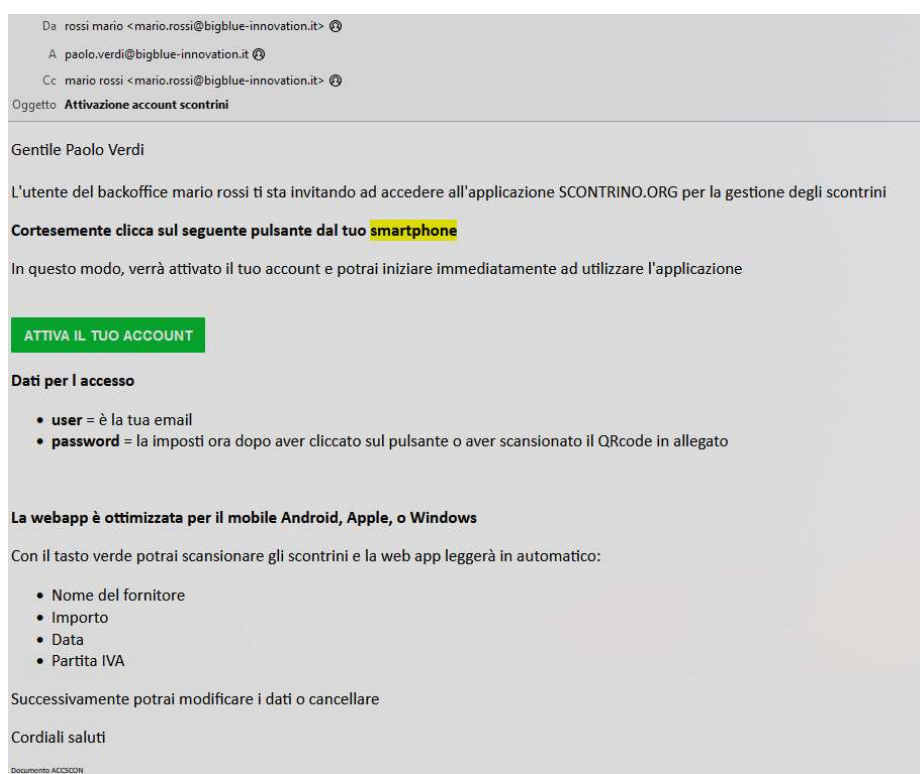 Da rossi mario <mario.rossi@bigblue-innovation.it>
A paolo.verdi@bigblue-innovation.it
Cc mario rossi <mario.rossi@bigblue-innovation.it>
Oggetto Attivazione account scontrini
Gentile Paolo Verdi
L'utente del backoffice mario rossi ti sta invitando ad accedere all'applicazione SCONTRINO.ORG per la gestione degli scontrini
Cortesemente clicca sul seguente pulsante dal tuo smartphone
In questo modo, verrà attivato il tuo account e potrai iniziare immediatamente ad utilizzare l'applicazione
ATTIVA IL TUO ACCOUNT
Dati per l accesso
• user = è la tua email
• password = la imposti ora dopo aver cliccato sul pulsante o aver scansionato il QRcode in allegato
La webapp è ottimizzata per il mobile Android, Apple, o Windows
Con il tasto verde potrai scansionare gli scontrini e la web app leggerà in automatico:
• Nome del fornitore
• Importo
• Data
• Partita IVA
Successivamente potrai modificare i dati o cancellare
Cordiali saluti
Documento ACCSCON